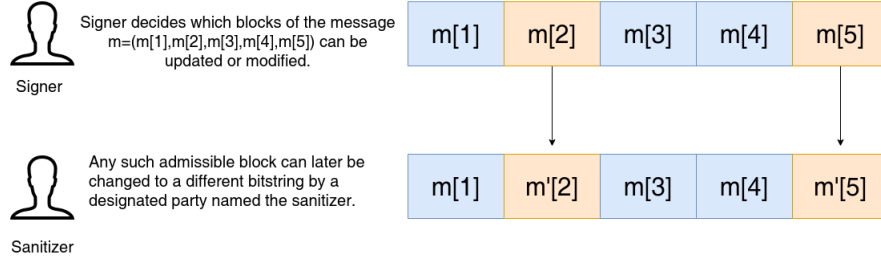 Signer decides which blocks of the message
m=(m[1],m[2],m[3],m[4],m[5]) can be
updated or modified.
Signer
m[1] m[2] m[3] m[4] m[5]
Any such admissible block can later be
changed to a different bitstring by a
designated party named the sanitizer.
Sanitizer
m[1] m'[2] m[3] m[4] m'[5]